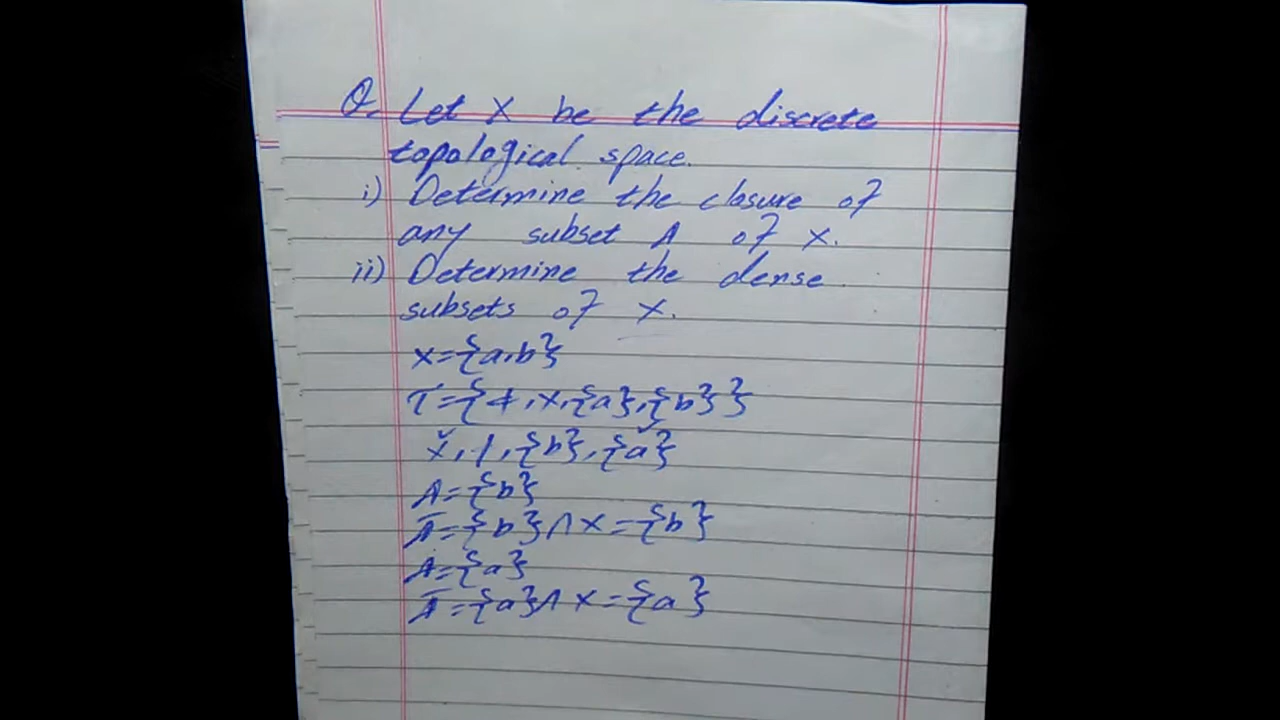 Q. Let X be the discrete
topological space.
i) Determine the closure of
any subset A of X.
ii) Determine the dense
subsets of X.
X={a,b}
τ={ϕ,X,{a},{b}}
X,ϕ,{b},{a}
A={b}
A̅={b}∩X={b}
A={a}
A̅={a}∩X={a}